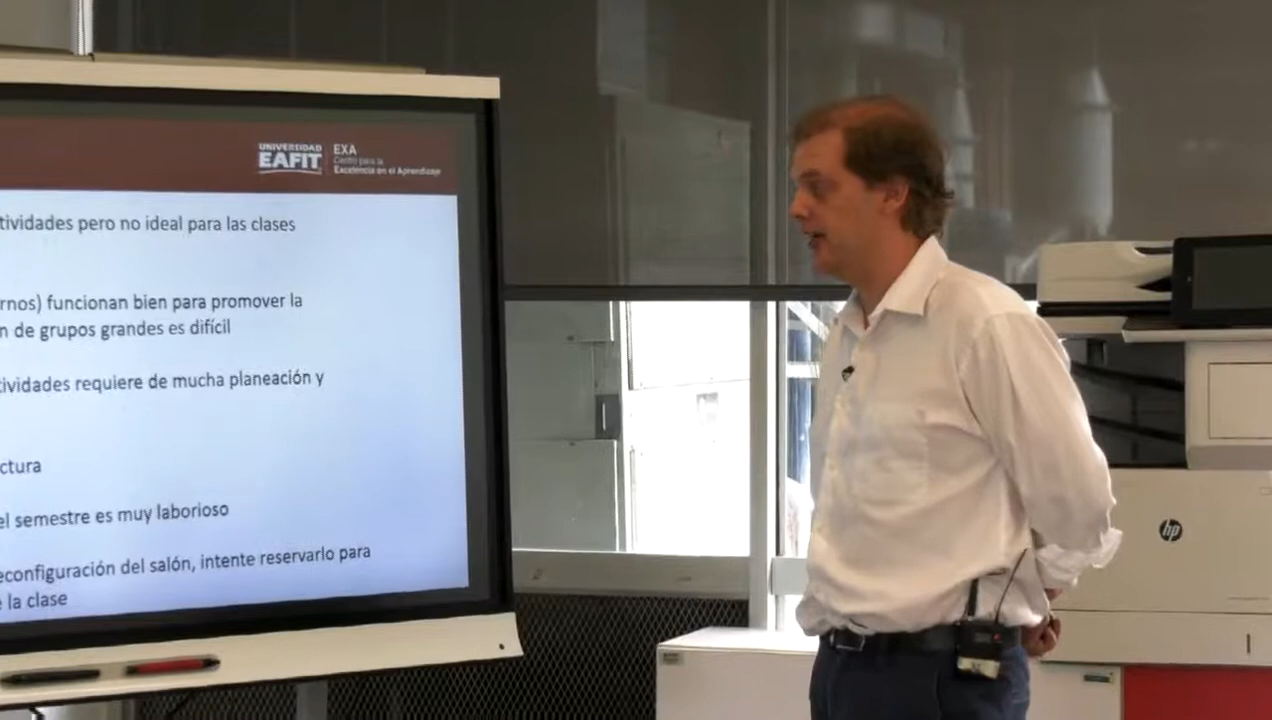 UNIVERSIDAD
EAFIT
EXA
Centro para la
Excelencia en el Aprendizaje
tividades pero no ideal para las clases
rnos) funcionan bien para promover la
n de grupos grandes es difícil
tividades requiere de mucha planeación y
ctura
el semestre es muy laborioso
econfiguración del salón, intente reservarlo para
la clase
hp